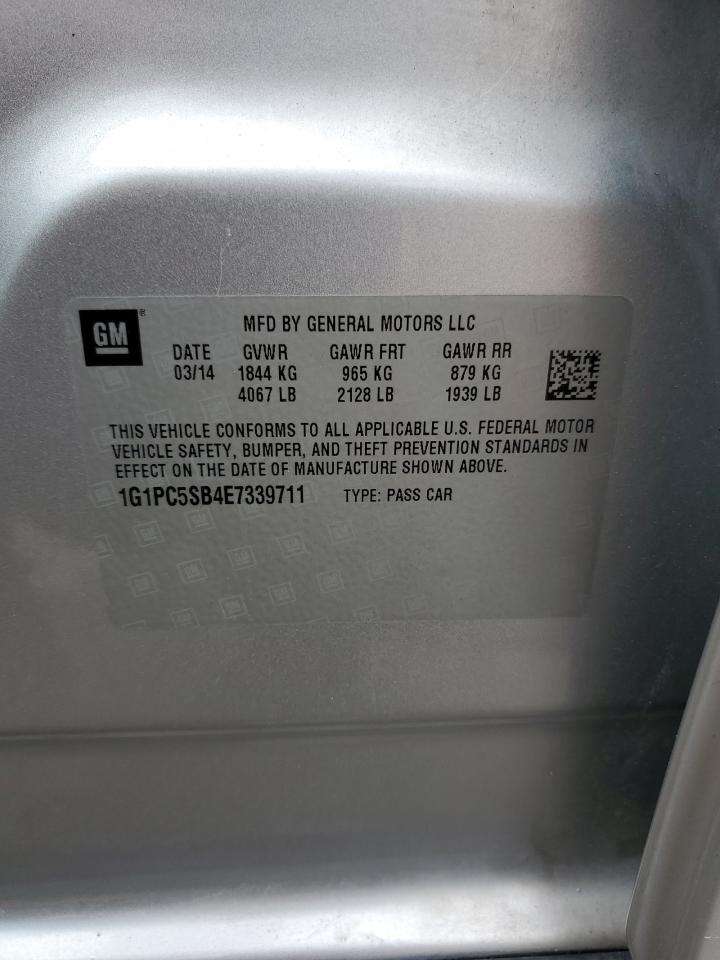 GM®
MFD BY GENERAL MOTORS LLC
DATE GVWR GAWR FRT GAWR RR
03/14 1844 KG 965 KG 879 KG
4067 LB 2128 LB 1939 LB
THIS VEHICLE CONFORMS TO ALL APPLICABLE U.S. FEDERAL MOTOR
VEHICLE SAFETY, BUMPER, AND THEFT PREVENTION STANDARDS IN
EFFECT ON THE DATE OF MANUFACTURE SHOWN ABOVE.
1G1PC5SB4E7339711 TYPE: PASS CAR